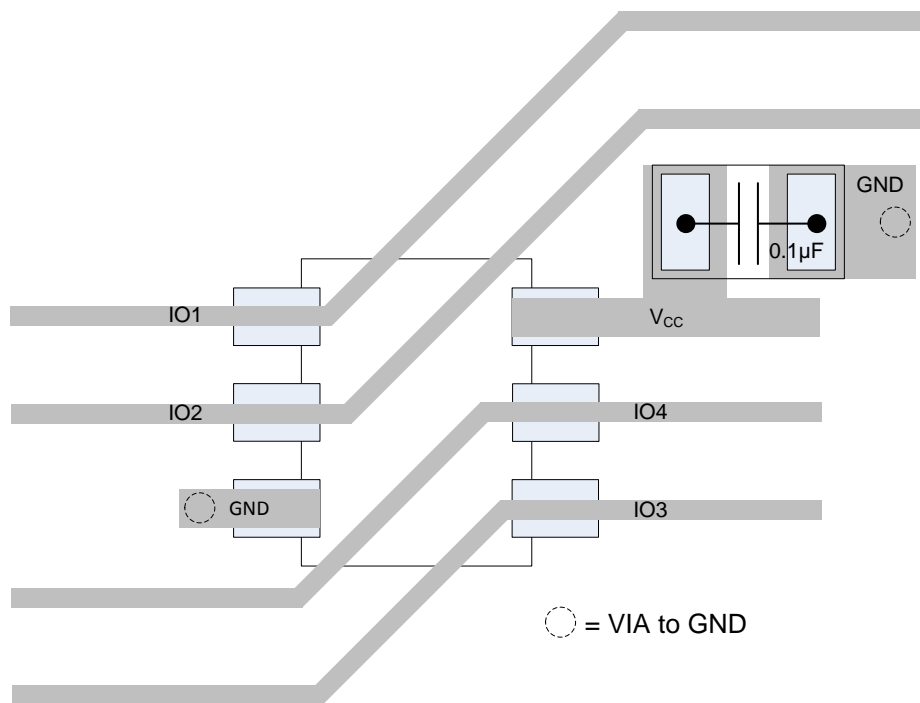 GND
0.1µF
IO1
VCC
IO2
IO4
GND
IO3
= VIA to GND